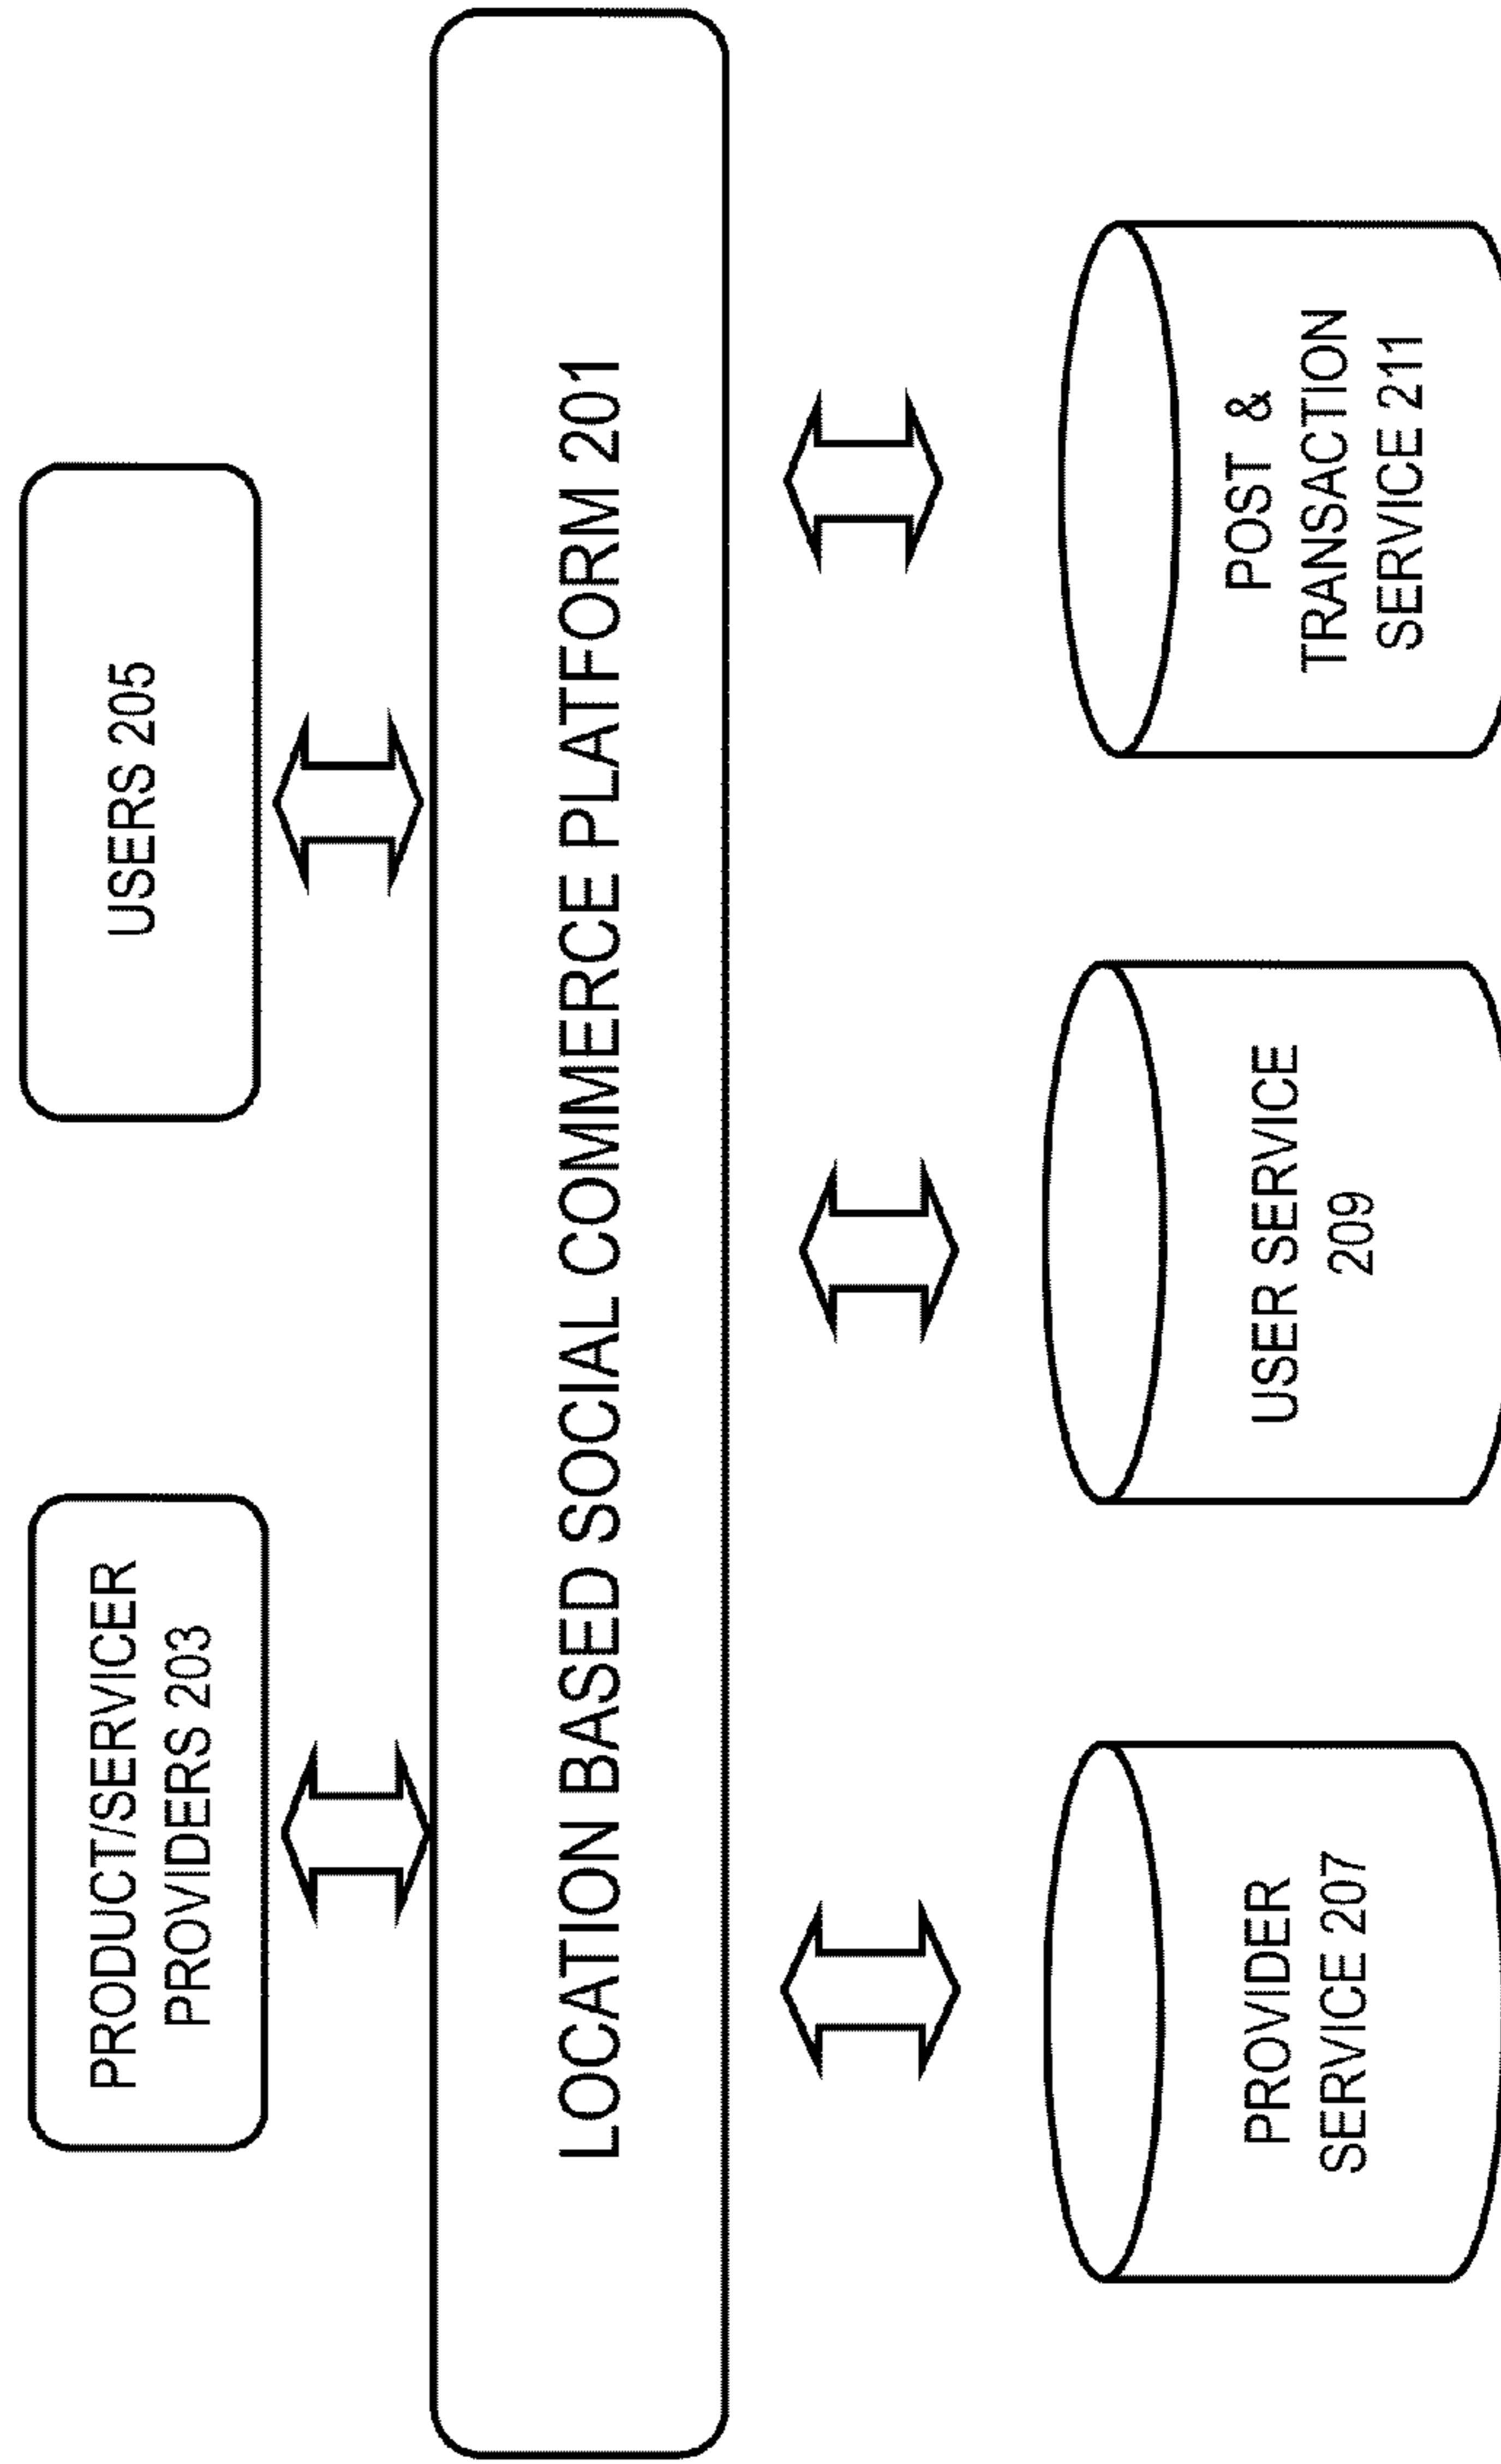 PRODUCT/SERVICER
PROVIDERS 203
USERS 205
LOCATION BASED SOCIAL COMMERCE PLATFORM 201
PROVIDER
SERVICE 207
USER SERVICE
209
POST &
TRANSACTION
SERVICE 211